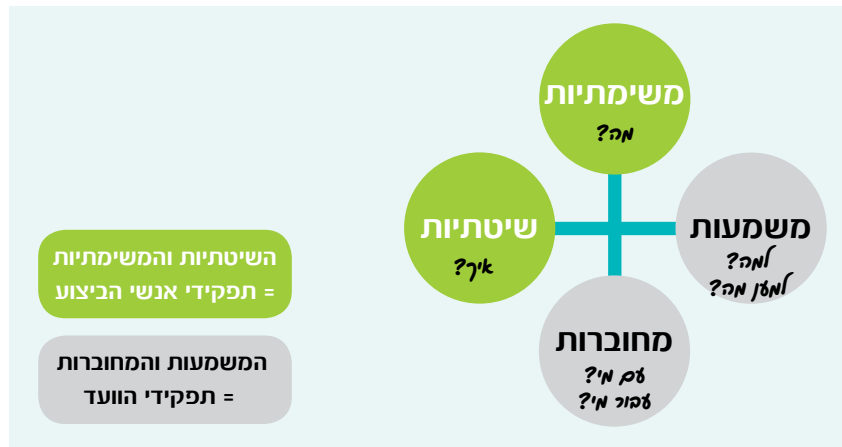 משימתיות
מה?
משמעות
למה?
למען מה?
שיטתיות
איך?
מחוברות
עם מי?
עבור מי?
השיטתיות והמשימתיות
= תפקידי אנשי הביצוע
המשמעות והמחוברות
= תפקידי הוועד